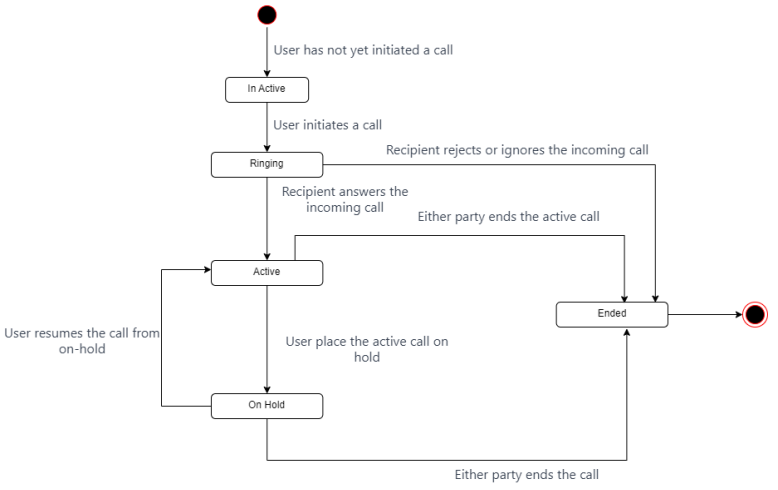 User has not yet initiated a call
In Active
User initiates a call
Recipient rejects or ignores the incoming call
Ringing
Recipient answers the
incoming call
Either party ends the active call
Active
Ended
User resumes the call from
on-hold
User place the active call on
hold
On Hold
Either party ends the call